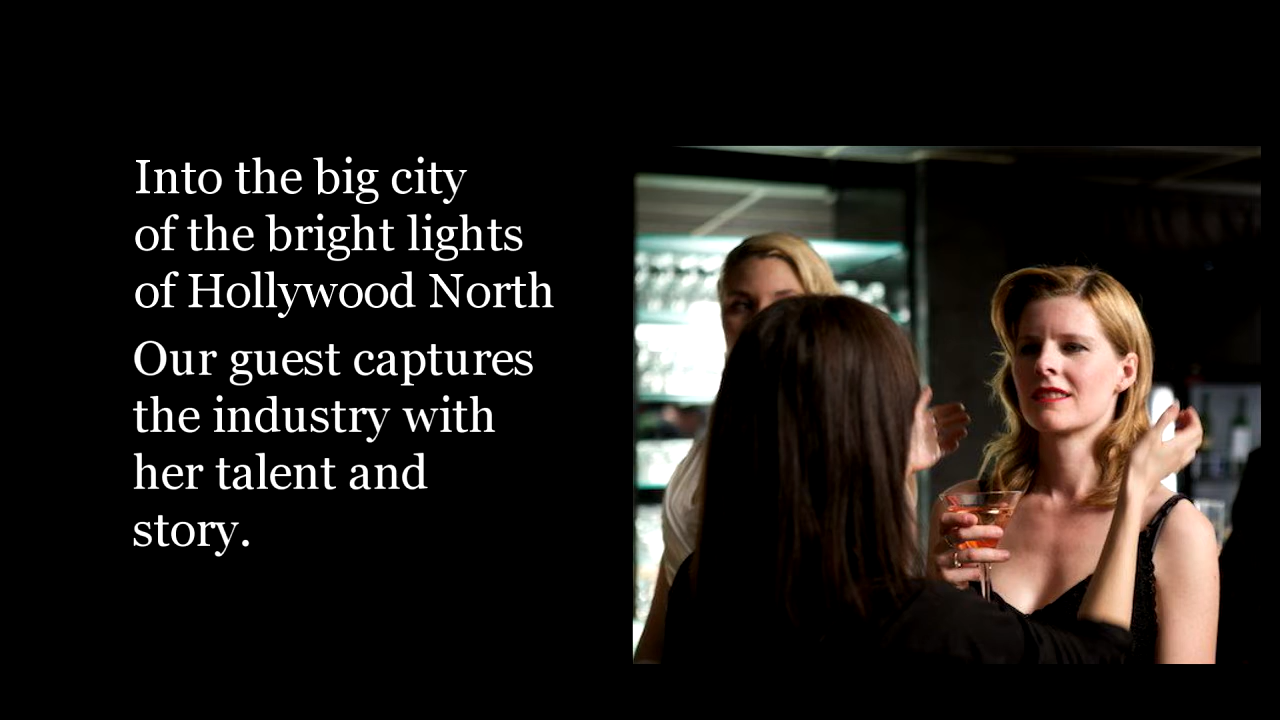 Into the big city
of the bright lights
of Hollywood North
Our guest captures
the industry with
her talent and
story.